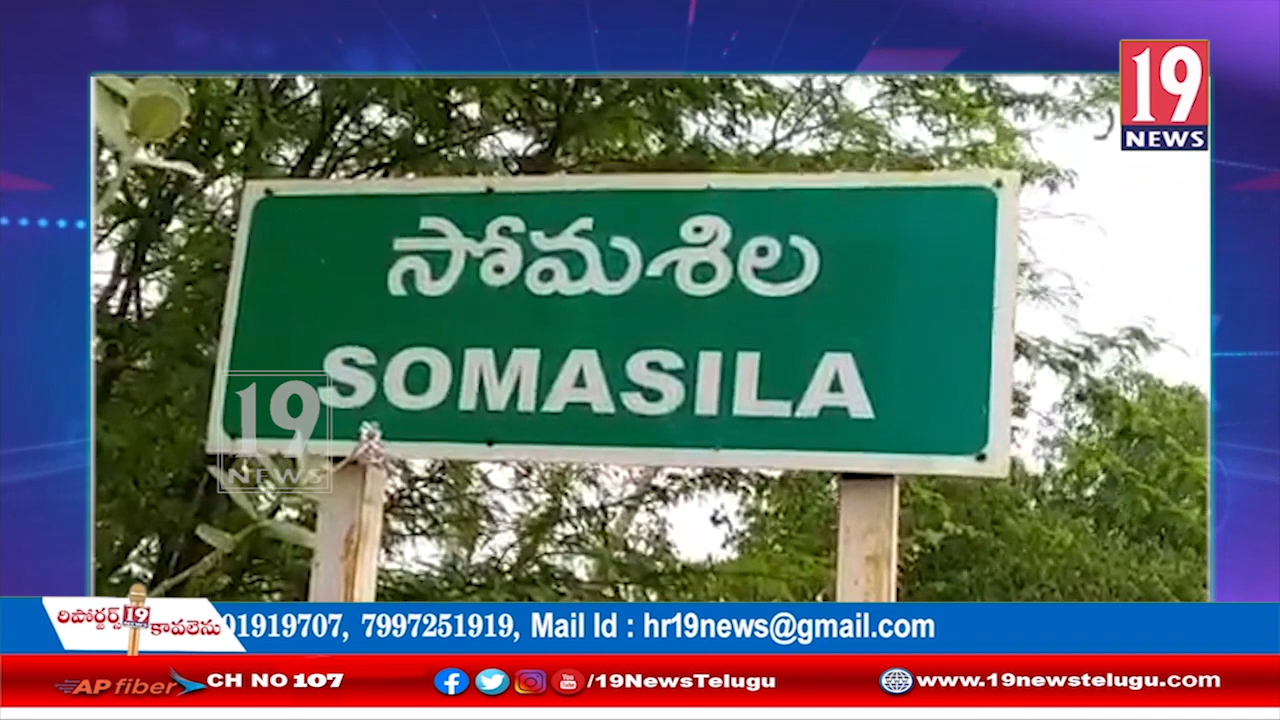 19
NEWS
సోమశిల
SOMASILA
19
NEWS
రిపోర్టర్స్ 19 కావలెను
01919707, 7997251919, Mail Id : hr19news@gmail.com
AP fiber CH NO 107
/19NewsTelugu
www.19newstelugu.com